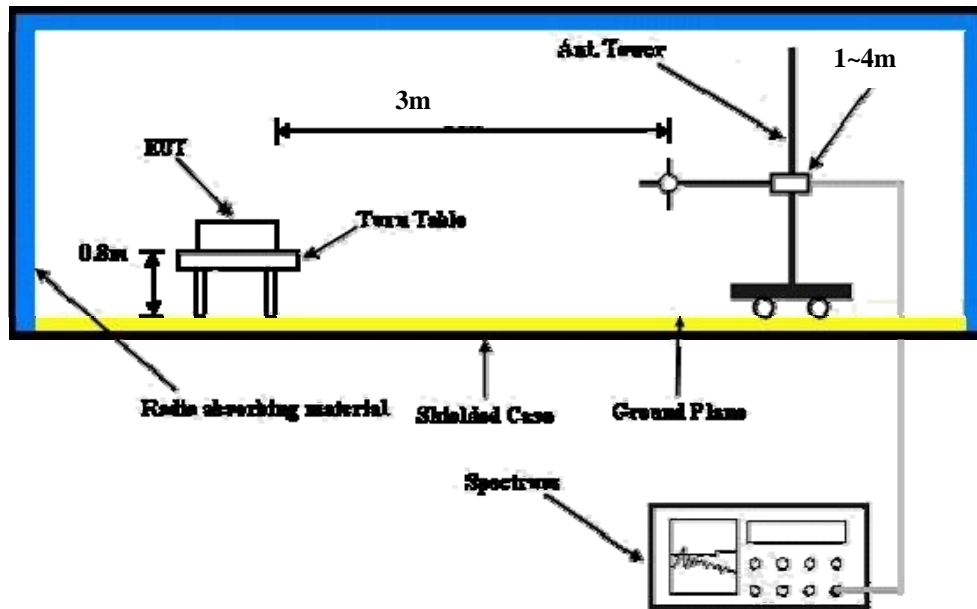 Ant. Tower
1~4m
3m
EUT
Turn Table
0.8m
Radio absorbing material
Shielded Case
Ground Plane
Spectrum